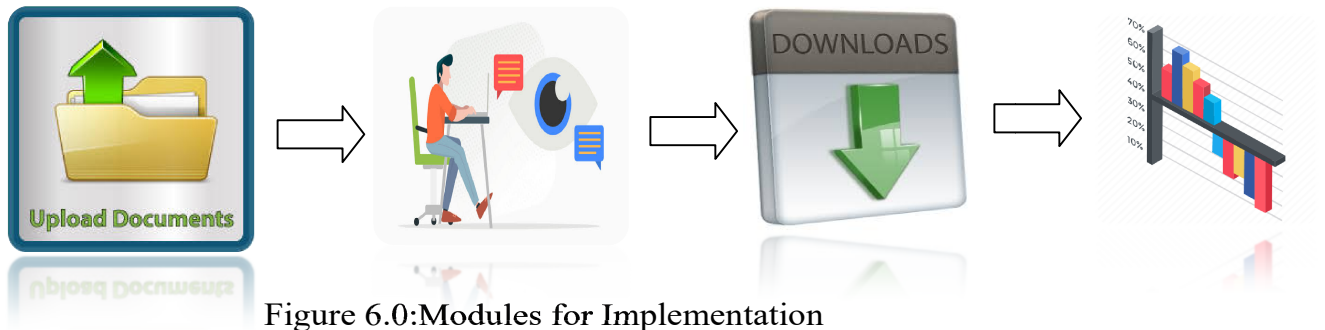 Upload Documents
DOWNLOADS
70%
60%
50%
40%
30%
20%
10%
Figure 6.0:Modules for Implementation